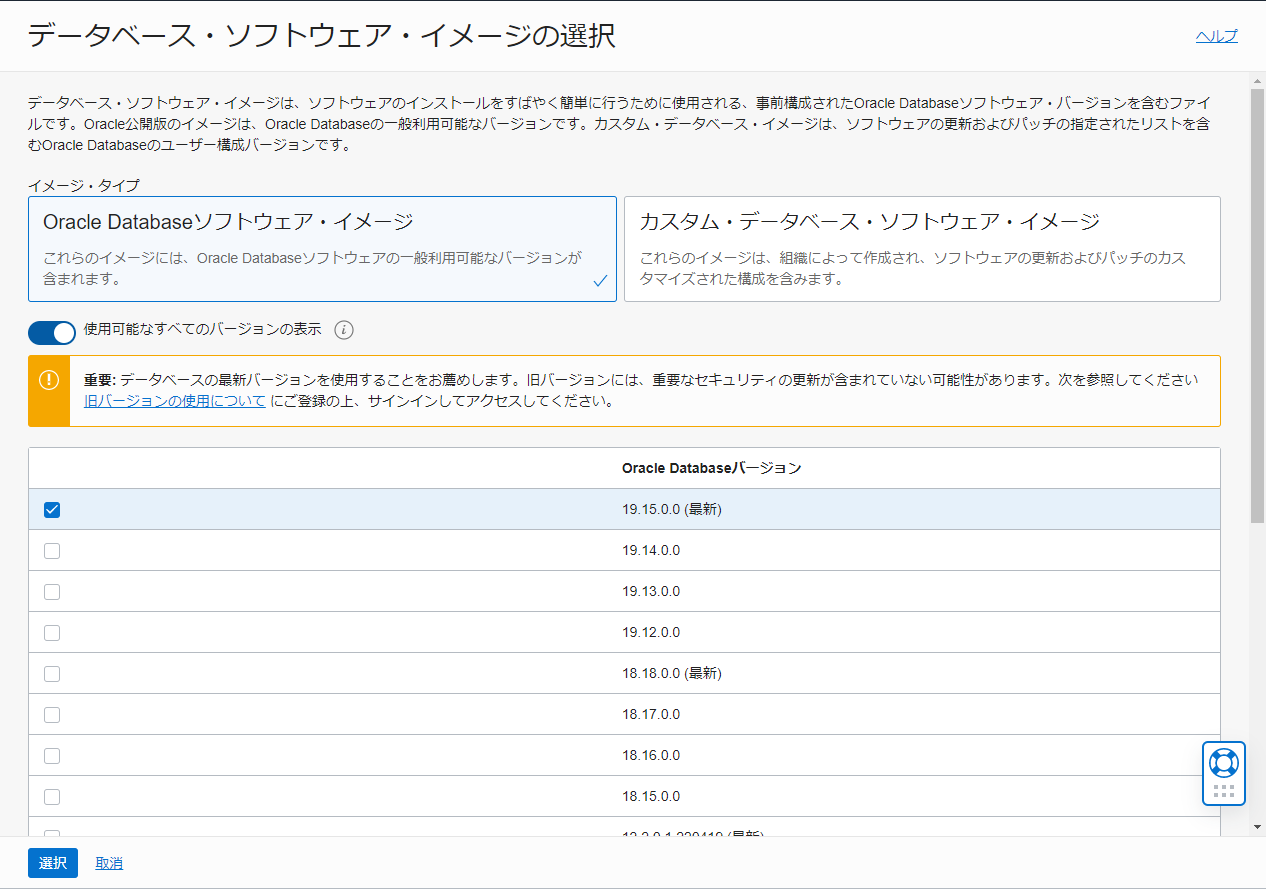 データベース・ソフトウェア・イメージの選択
ヘルプ
データベース・ソフトウェア・イメージは、ソフトウェアのインストールをすばやく簡単に行うために使用される、事前構成されたOracle Databaseソフトウェア・バージョンを含むファイ
ルです。Oracle公開版のイメージは、Oracle Databaseの一般利用可能なバージョンです。カスタム・データベース・イメージは、ソフトウェアの更新およびパッチの指定されたリストを含
むOracle Databaseのユーザー構成バージョンです。
イメージ・タイプ
Oracle Databaseソフトウェア・イメージ
これらのイメージには、Oracle Databaseソフトウェアの一般利用可能なバージョンが
含まれます。
カスタム・データベース・ソフトウェア・イメージ
これらのイメージは、組織によって作成され、ソフトウェアの更新およびパッチのカス
タマイズされた構成を含みます。
使用可能なすべてのバージョンの表示
重要: データベースの最新バージョンを使用することをお薦めします。旧バージョンには、重要なセキュリティの更新が含まれていない可能性があります。次を参照してください
旧バージョンの使用について にご登録の上、サインインしてアクセスしてください。
Oracle Databaseバージョン
19.15.0.0 (最新)
19.14.0.0
19.13.0.0
19.12.0.0
18.18.0.0 (最新)
18.17.0.0
18.16.0.0
18.15.0.0
選択
取消